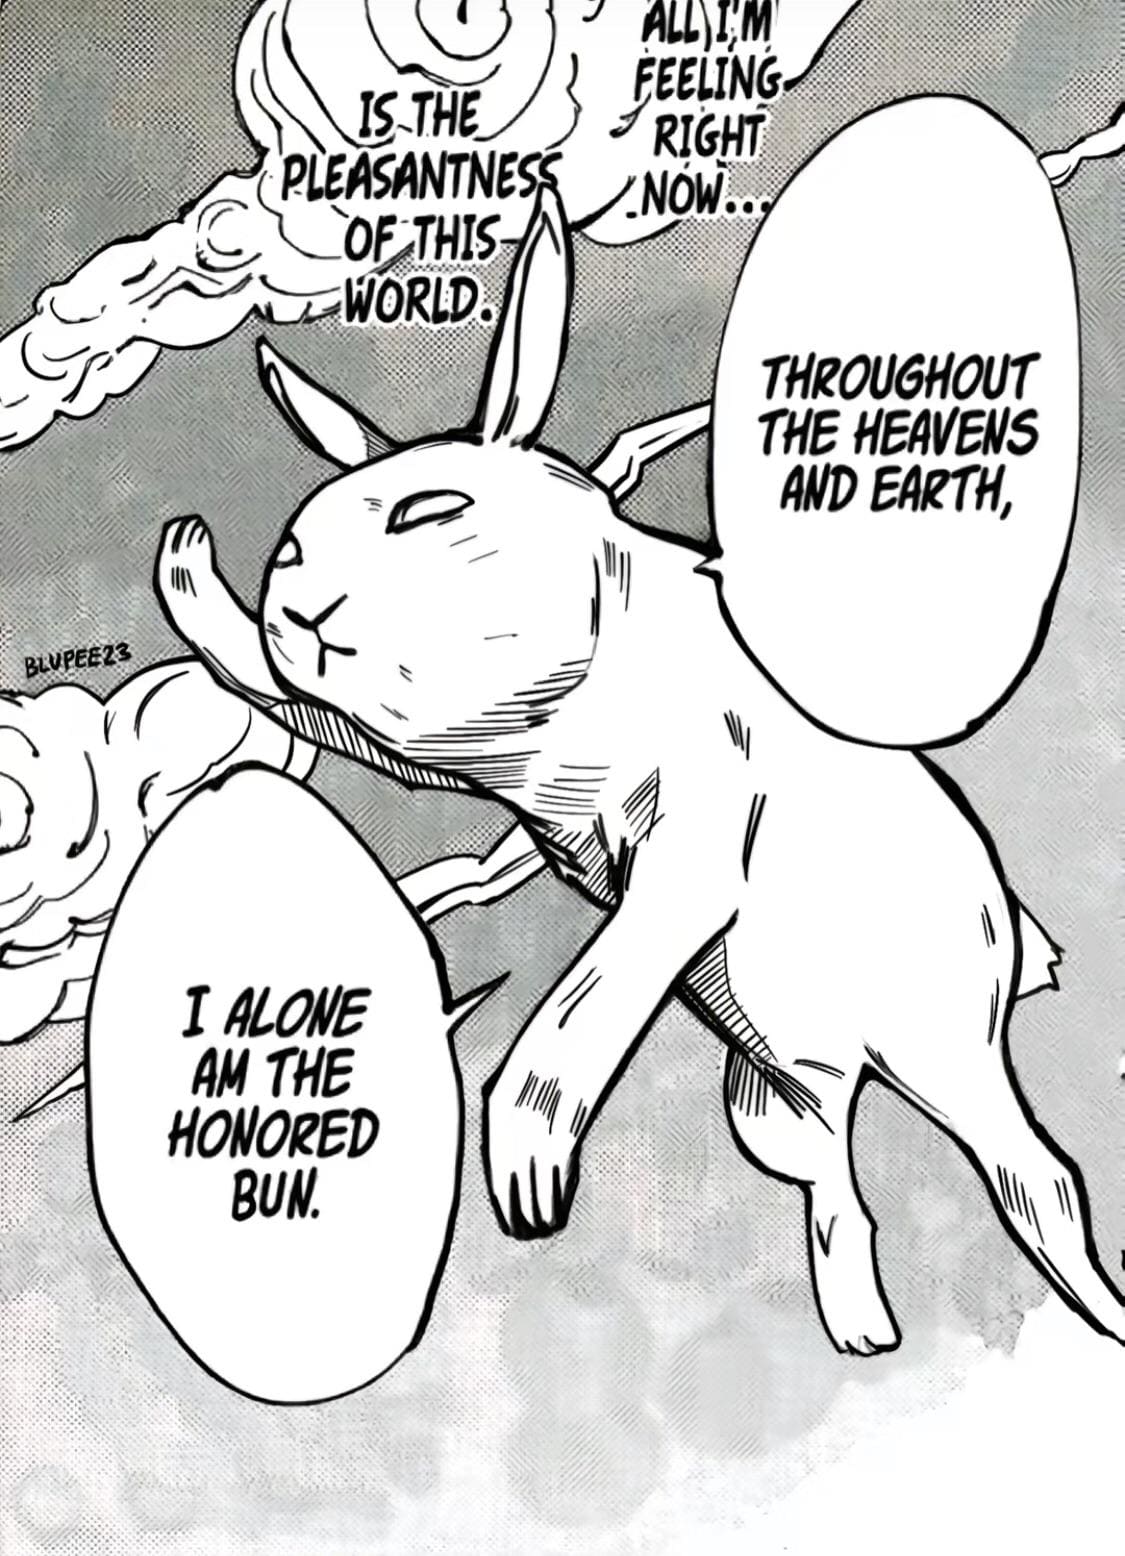 ALL I'M
FEELING
RIGHT
NOW...
IS THE
PLEASANTNESS
OF THIS
WORLD.
THROUGHOUT
THE HEAVENS
AND EARTH,
BLUPEE23
I ALONE
AM THE
HONORED
BUN.